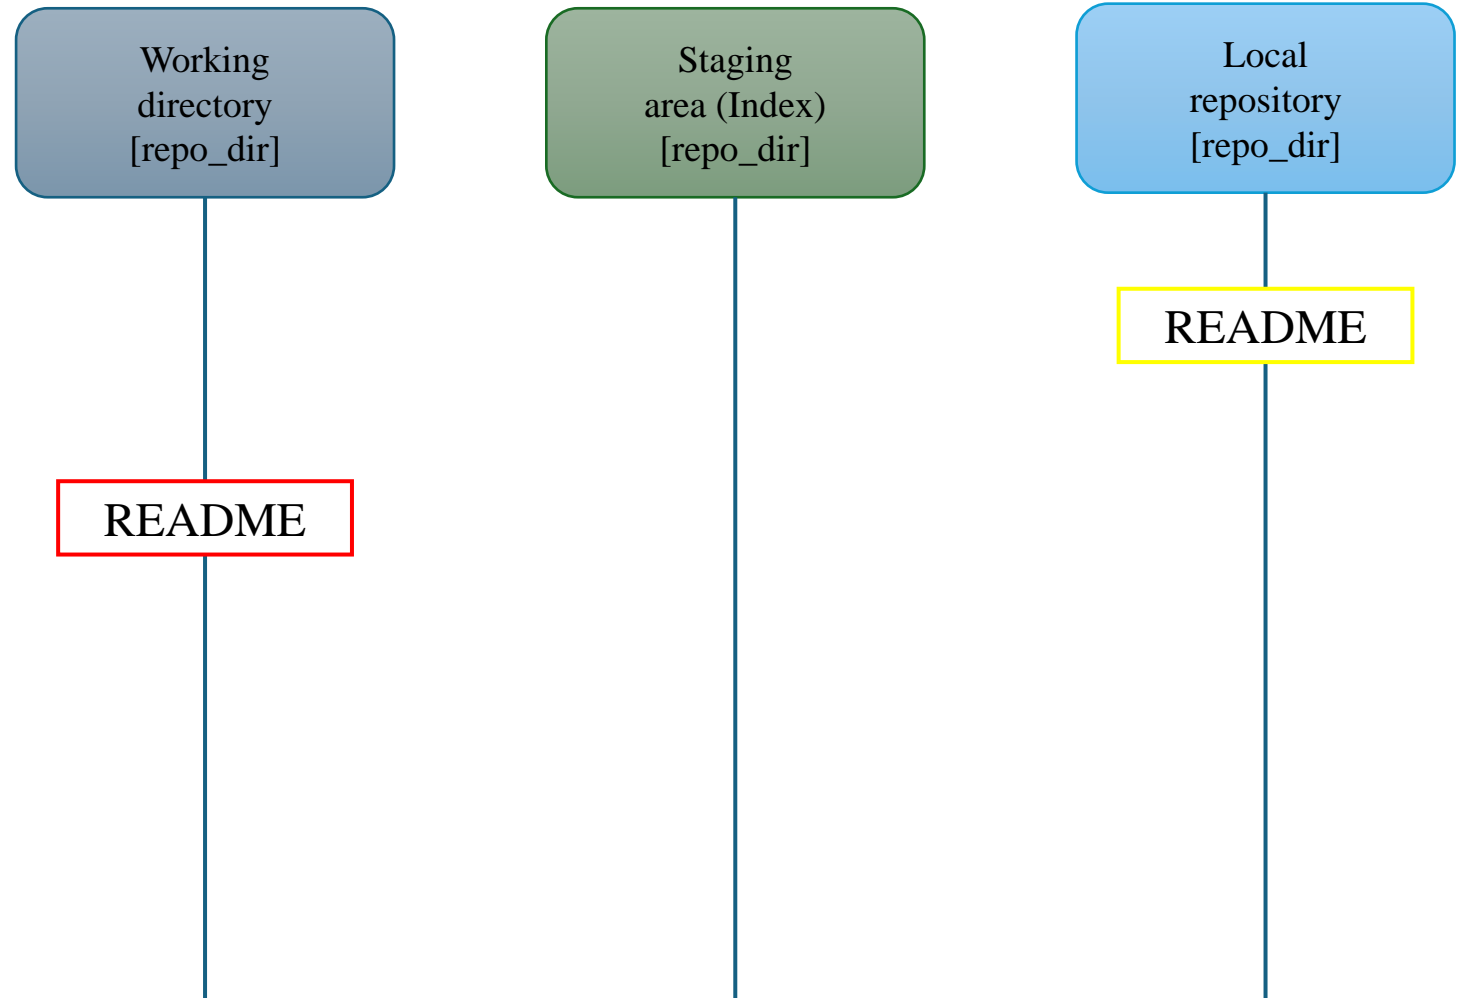 Working
directory
[repo_dir]
Staging
area (Index)
[repo_dir]
Local
repository
[repo_dir]
README
README